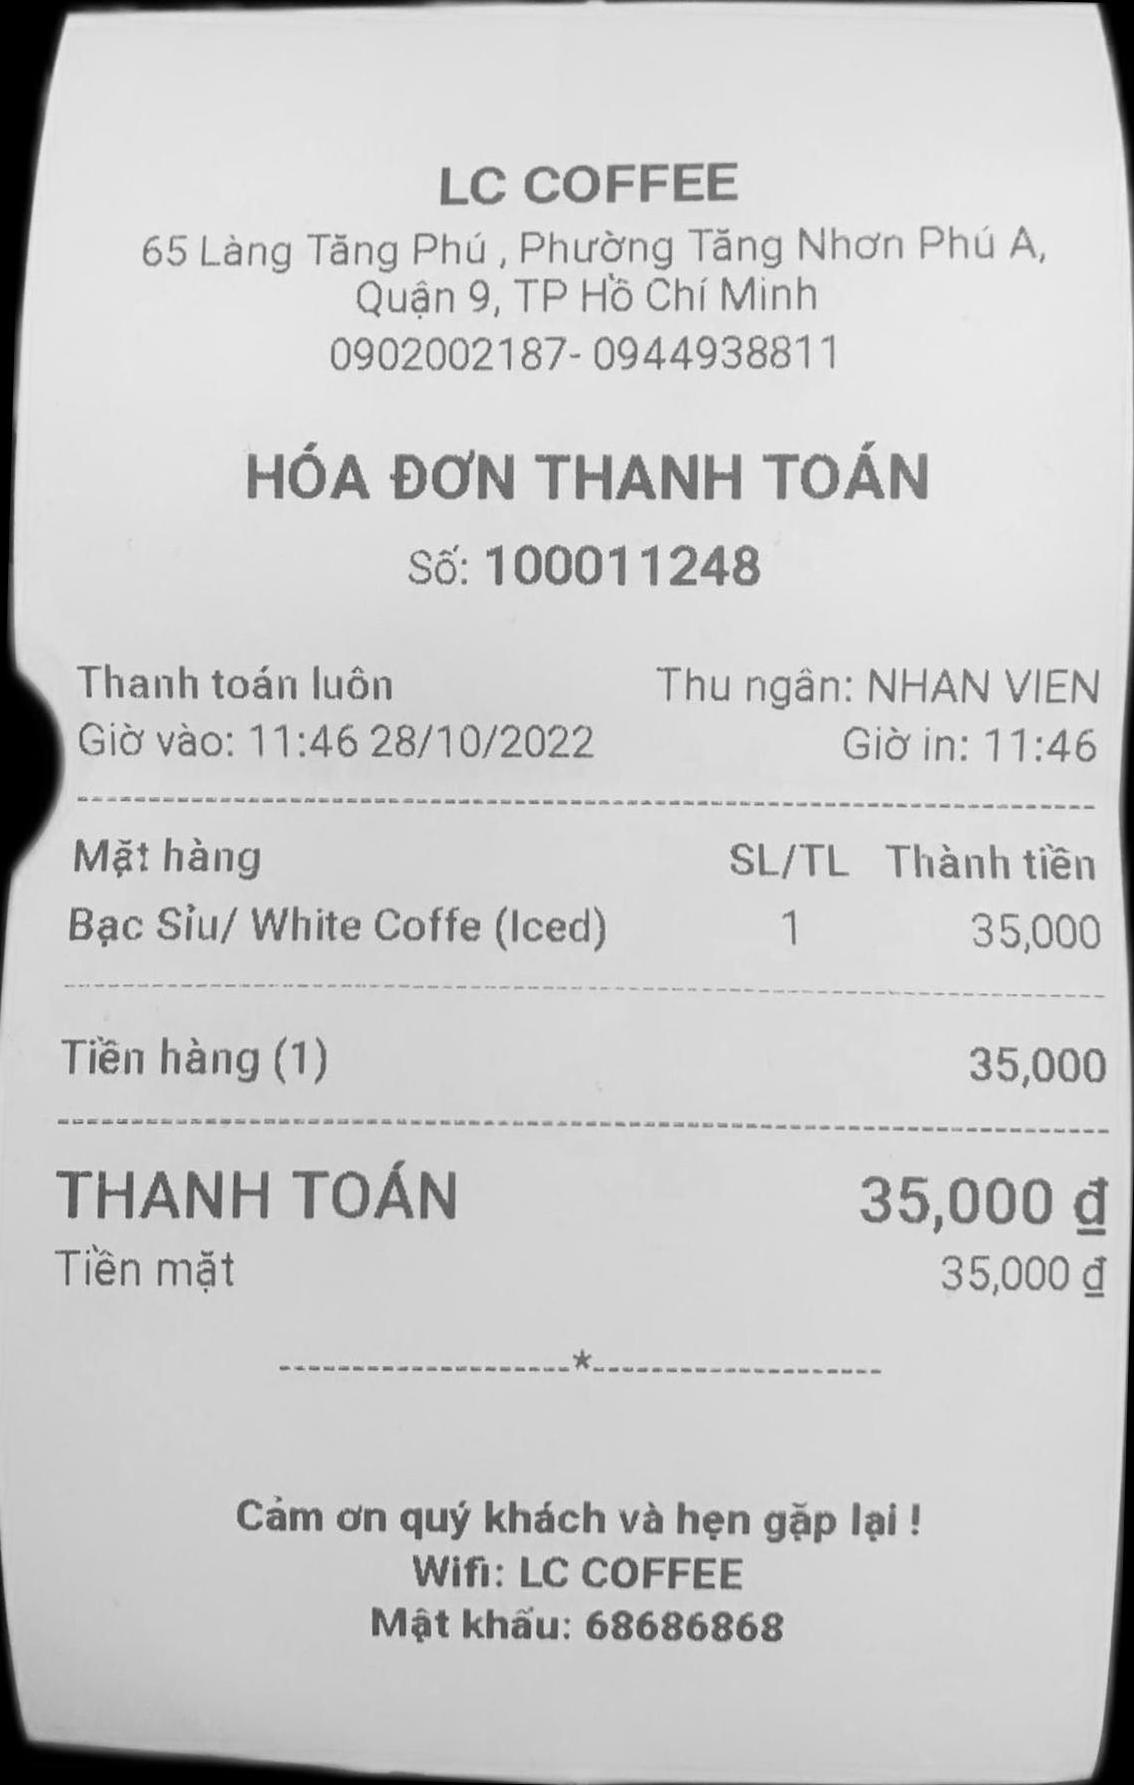 LC COFFEE
65 Làng Tăng Phú , Phường Tăng Nhơn Phú A,
Quận 9, TP Hồ Chí Minh
0902002187- 0944938811
HÓA ĐƠN THANH TOÁN
Số: 100011248
Thanh toán luôn Thu ngân: NHAN VIEN
Giờ vào: 11:46 28/10/2022 Giờ in: 11:46
Mặt hàng SL/TL Thành tiền
Bạc Sỉu/ White Coffe (Iced) 1 35,000
Tiền hàng (1) 35,000
THANH TOÁN 35,000 ₫
Tiền mặt 35,000 ₫
--------------------*--------------------
Cảm ơn quý khách và hẹn gặp lại !
Wifi: LC COFFEE
Mật khẩu: 68686868